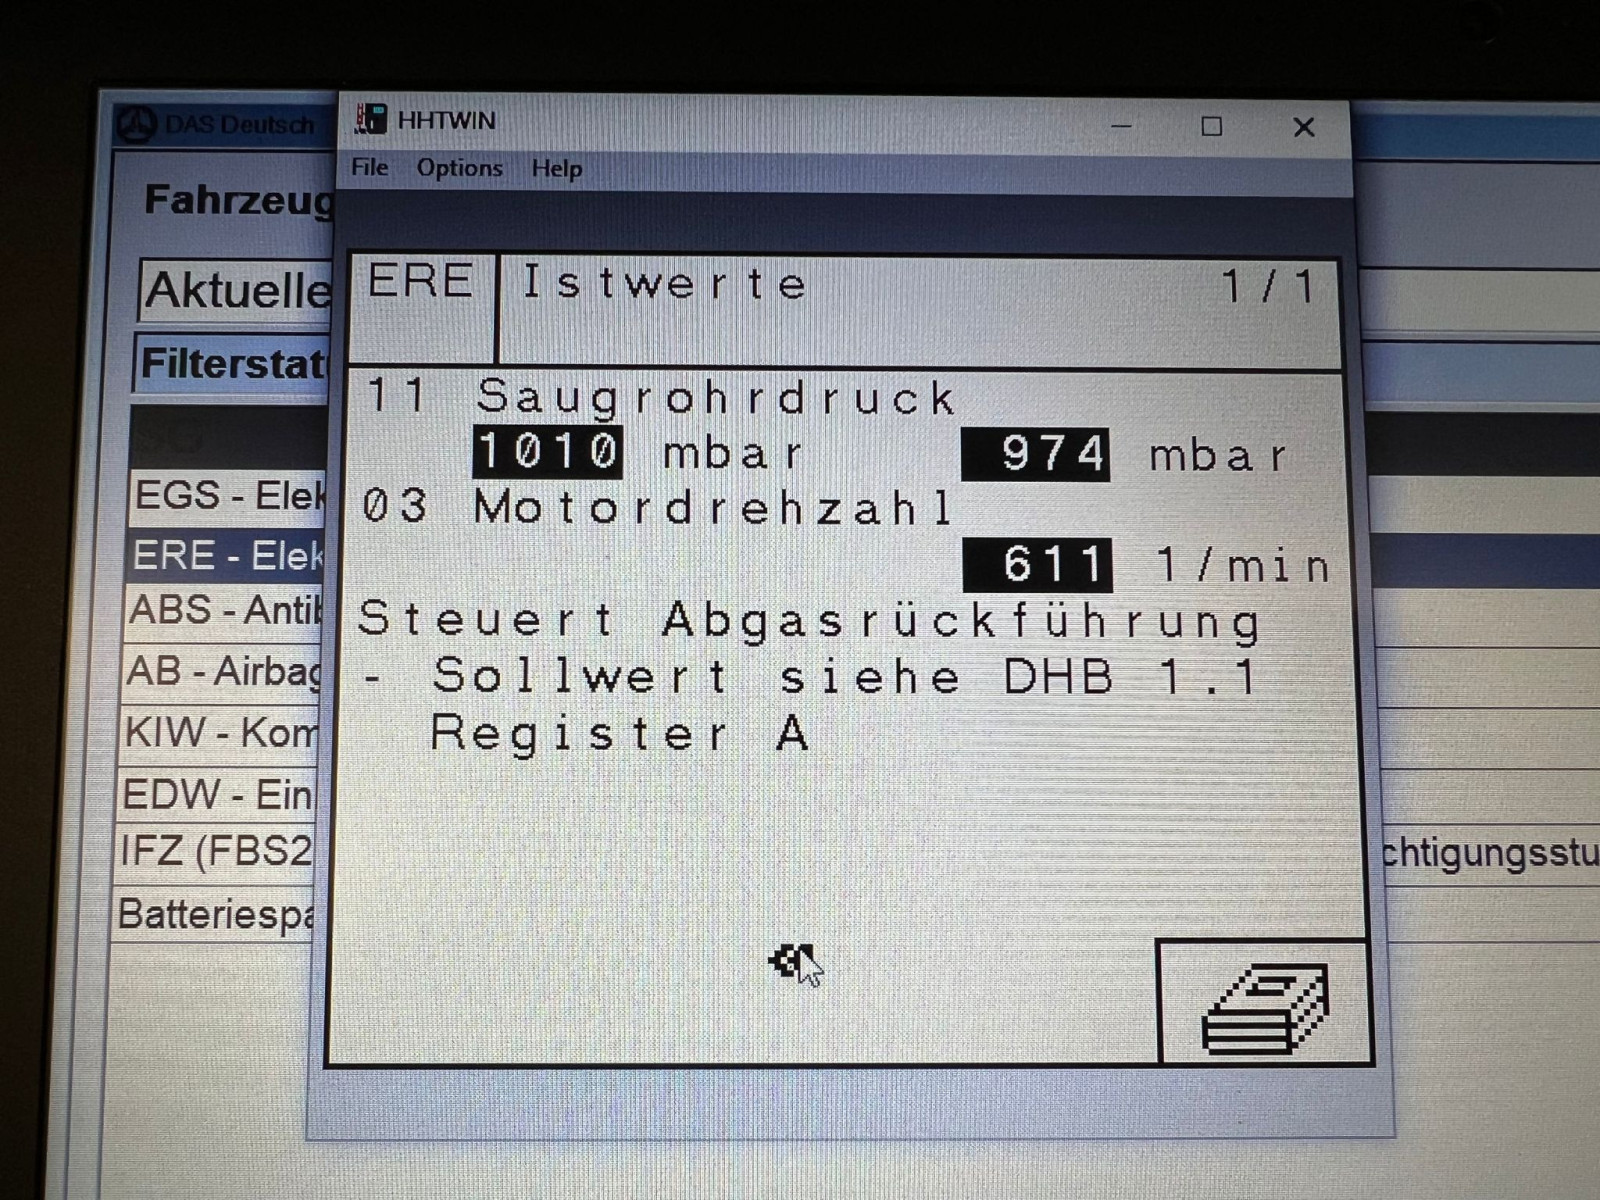 DAS Deutsch
HHTWIN
File Options Help
Fahrzeug
Aktuelle
Filterstat
ERE Istwerte 1/1
11 Saugrohrdruck
1010 mbar 974 mbar
03 Motordrehzahl
611 1/min
Steuert Abgasrückführung
- Sollwert siehe DHB 1.1
Register A
EGS - Elek
ERE - Elek
ABS - Antib
AB - Airbag
KIW - Kom
EDW - Ein
IFZ (FBS2
chtigungsstu
Batteriespa